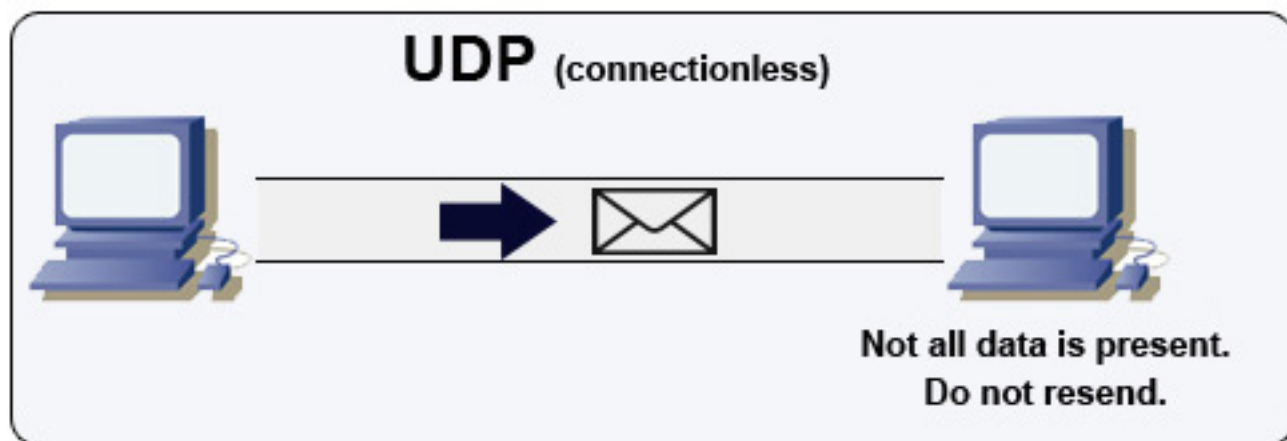 UDP (connectionless)
Not all data is present.
Do not resend.